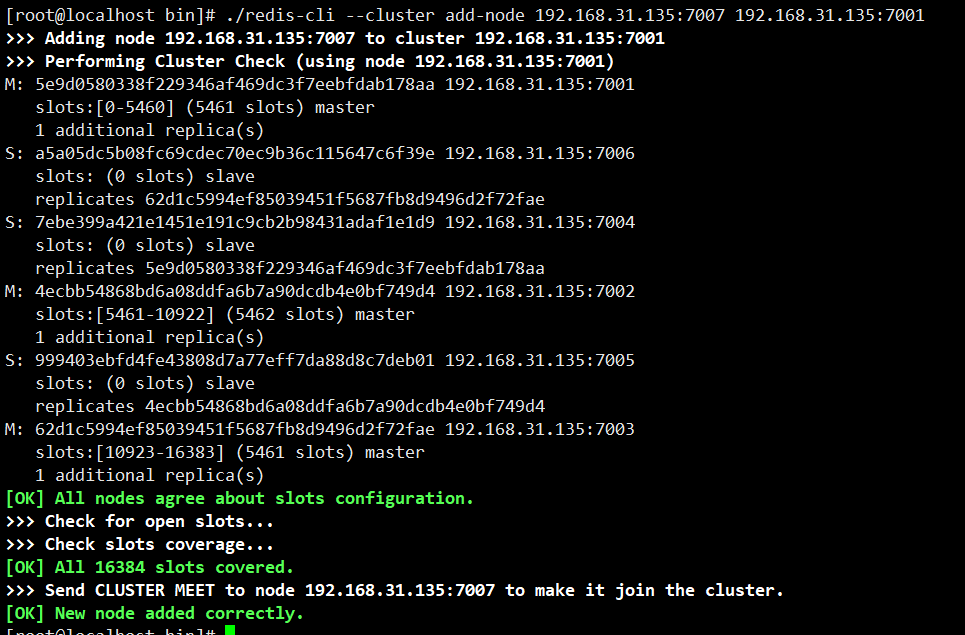 [root@localhost bin]# ./redis-cli --cluster add-node 192.168.31.135:7007 192.168.31.135:7001
>>> Adding node 192.168.31.135:7007 to cluster 192.168.31.135:7001
>>> Performing Cluster Check (using node 192.168.31.135:7001)
M: 5e9d0580338f229346af469dc3f7eebfdab178aa 192.168.31.135:7001
   slots:[0-5460] (5461 slots) master
   1 additional replica(s)
S: a5a05dc5b08fc69cdec70ec9b36c115647c6f39e 192.168.31.135:7006
   slots: (0 slots) slave
   replicates 62d1c5994ef85039451f5687fb8d9496d2f72fae
S: 7ebe399a421e1451e191c9cb2b98431adaf1e1d9 192.168.31.135:7004
   slots: (0 slots) slave
   replicates 5e9d0580338f229346af469dc3f7eebfdab178aa
M: 4ecbb54868bd6a08ddfa6b7a90dcdb4e0bf749d4 192.168.31.135:7002
   slots:[5461-10922] (5462 slots) master
   1 additional replica(s)
S: 999403ebfd4fe43808d7a77eff7da88d8c7deb01 192.168.31.135:7005
   slots: (0 slots) slave
   replicates 4ecbb54868bd6a08ddfa6b7a90dcdb4e0bf749d4
M: 62d1c5994ef85039451f5687fb8d9496d2f72fae 192.168.31.135:7003
   slots:[10923-16383] (5461 slots) master
   1 additional replica(s)
[OK] All nodes agree about slots configuration.
>>> Check for open slots...
>>> Check slots coverage...
[OK] All 16384 slots covered.
>>> Send CLUSTER MEET to node 192.168.31.135:7007 to make it join the cluster.
[OK] New node added correctly.
[root@localhost bin]#